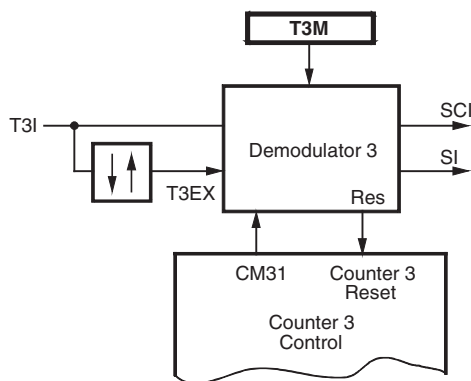 T3M
T3I
Demodulator 3
SCI
SI
T3EX
Res
CM31
Counter 3
Reset
Counter 3
Control